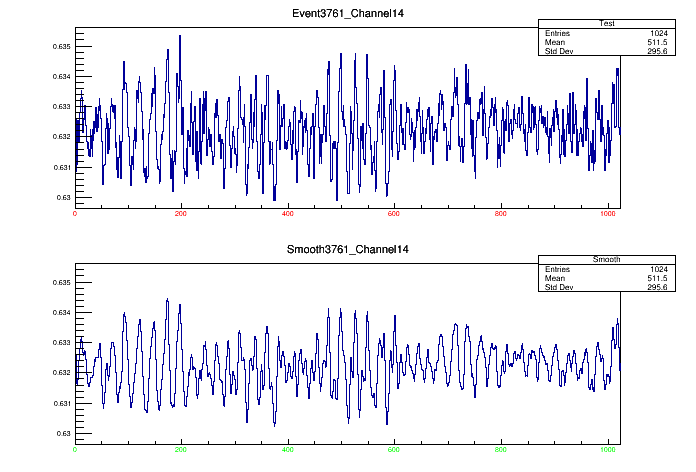 Event3761_Channel14
Test
Entries 1024
Mean 511.5
Std Dev 295.6
0.635
0.634
0.633
0.632
0.631
0.63
0 200 400 600 800 1000
Smooth3761_Channel14
Smooth
Entries 1024
Mean 511.5
Std Dev 295.6
0.635
0.634
0.633
0.632
0.631
0.63
0 200 400 600 800 1000